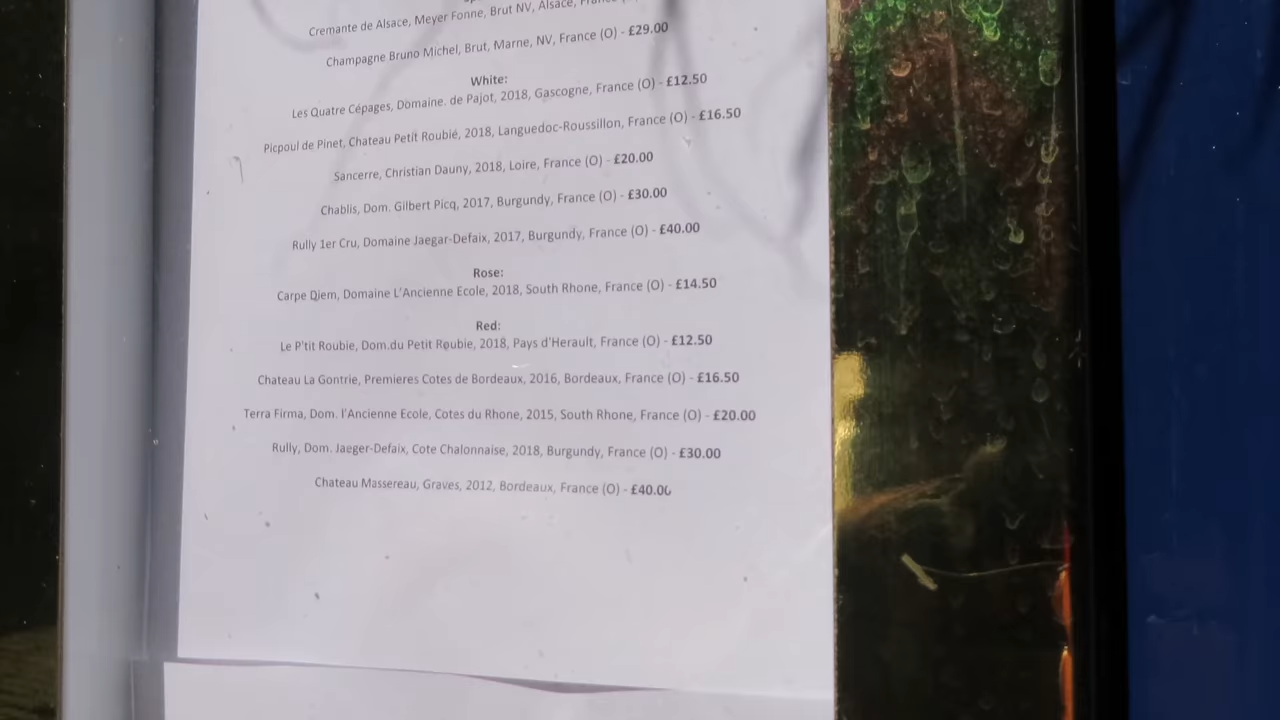 Cremante de Alsace, Meyer Fonne, Brut NV, Alsace,
Champagne Bruno Michel, Brut, Marne, NV, France (O) - £29.00
White:
Les Quatre Cépages, Domaine. de Pajot, 2018, Gascogne, France (O) - £12.50
Picpoul de Pinet, Chateau Petit Roubié, 2018, Languedoc-Roussillon, France (O) - £16.50
Sancerre, Christian Dauny, 2018, Loire, France (O) - £20.00
Chablis, Dom. Gilbert Picq, 2017, Burgundy, France (O) - £30.00
Rully 1er Cru, Domaine Jaegar-Defaix, 2017, Burgundy, France (O) - £40.00
Rose:
Carpe Diem, Domaine L'Ancienne Ecole, 2018, South Rhone, France (O) - £14.50
Red:
Le P'tit Roubie, Dom.du Petit Roubie, 2018, Pays d'Herault, France (O) - £12.50
Chateau La Gontrie, Premieres Cotes de Bordeaux, 2016, Bordeaux, France (O) - £16.50
Terra Firma, Dom. l'Ancienne Ecole, Cotes du Rhone, 2015, South Rhone, France (O) - £20.00
Rully, Dom. Jaeger-Defaix, Cote Chalonnaise, 2018, Burgundy, France (O) - £30.00
Chateau Massereau, Graves, 2012, Bordeaux, France (O) - £40.00